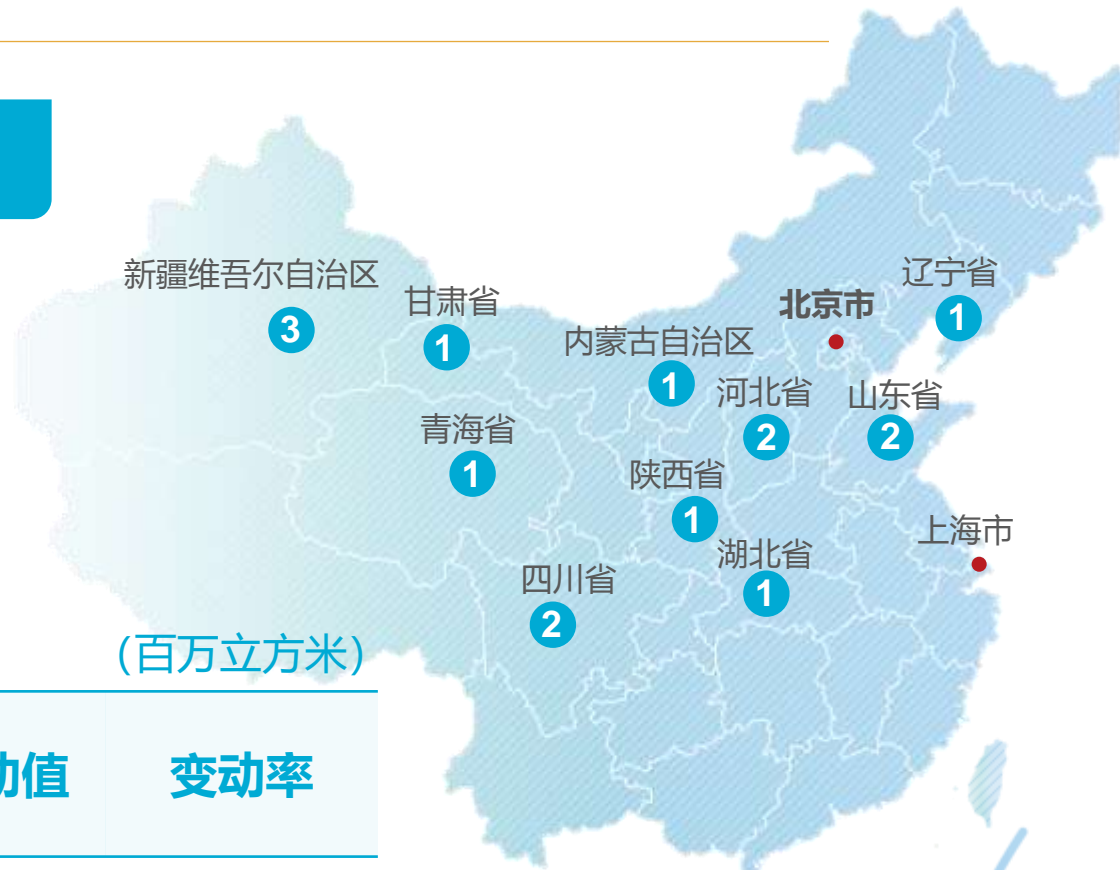 新疆维吾尔自治区
3
甘肃省
1
内蒙古自治区
1
北京市
辽宁省
1
河北省
2
山东省
2
青海省
1
陕西省
1
湖北省
1
上海市
四川省
2
（百万立方米）
动值
变动率